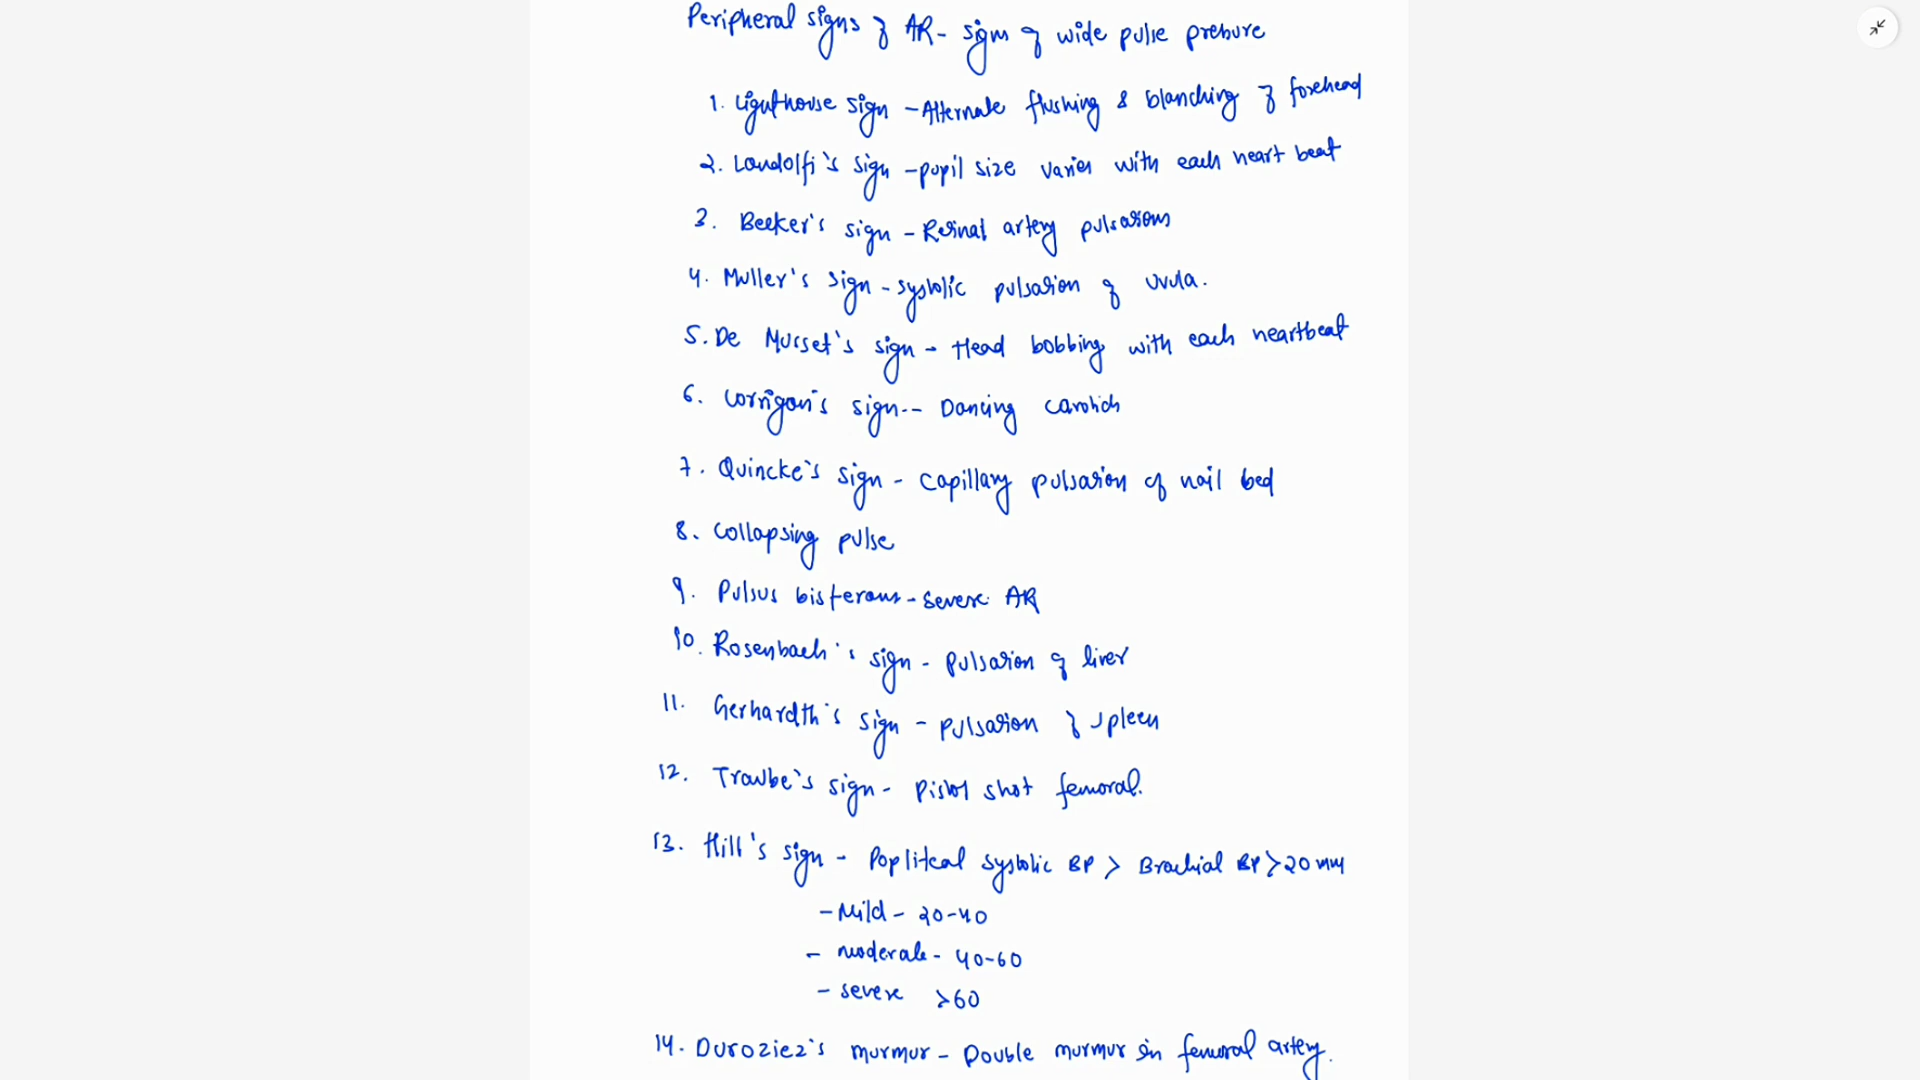 Peripheral signs of AR - signs of wide pulse pressure
1. Lighthouse sign - Alternate flushing & blanching of forehead
2. Landolfi's sign - pupil size varies with each heart beat
3. Becker's sign - Retinal artery pulsations
4. Muller's sign - systolic pulsation of uvula.
5. De Musset's sign - Head bobbing with each heartbeat
6. Corrigan's sign -- Dancing carotids
7. Quincke's sign - capillary pulsation of nail bed
8. collapsing pulse
9. Pulsus bisferans - severe AR
10. Rosenbach's sign - pulsation of liver
11. Gerhardth's sign - pulsation of spleen
12. Traube's sign - Pistol shot femoral.
13. Hill's sign - Popliteal systolic BP > Brachial BP > 20 mm
- Mild - 20-40
- moderate - 40-60
- severe >60
14. Duroziez's murmur - Double murmur in femoral artery.